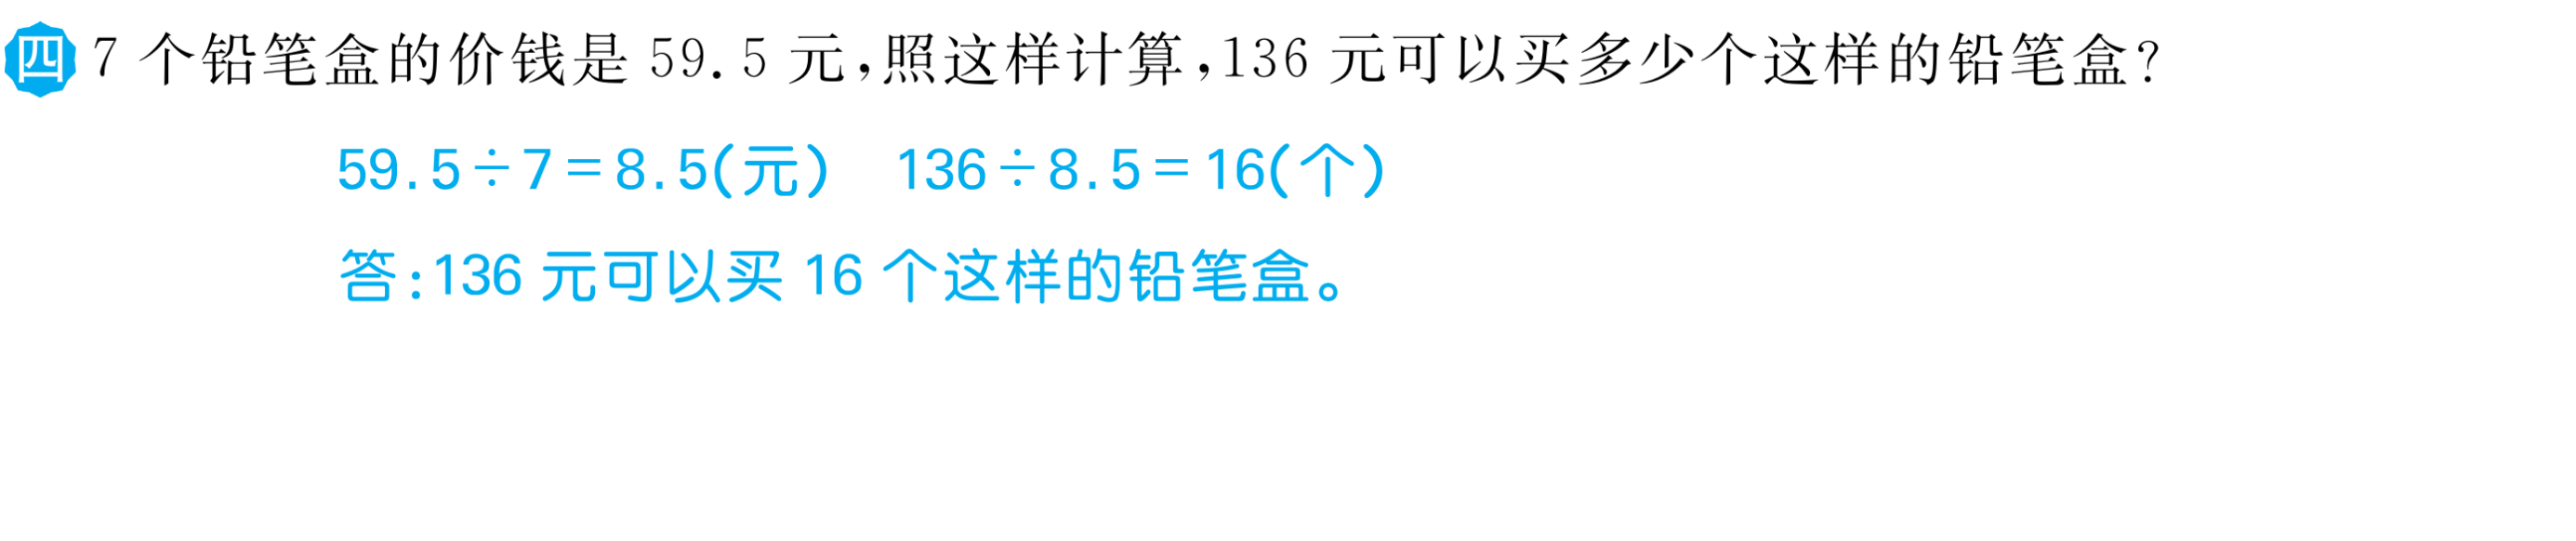 四 7 个铅笔盒的价钱是 59.5 元,照这样计算,136 元可以买多少个这样的铅笔盒?
59.5÷7=8.5(元) 136÷8.5=16(个)
答:136 元可以买 16 个这样的铅笔盒。